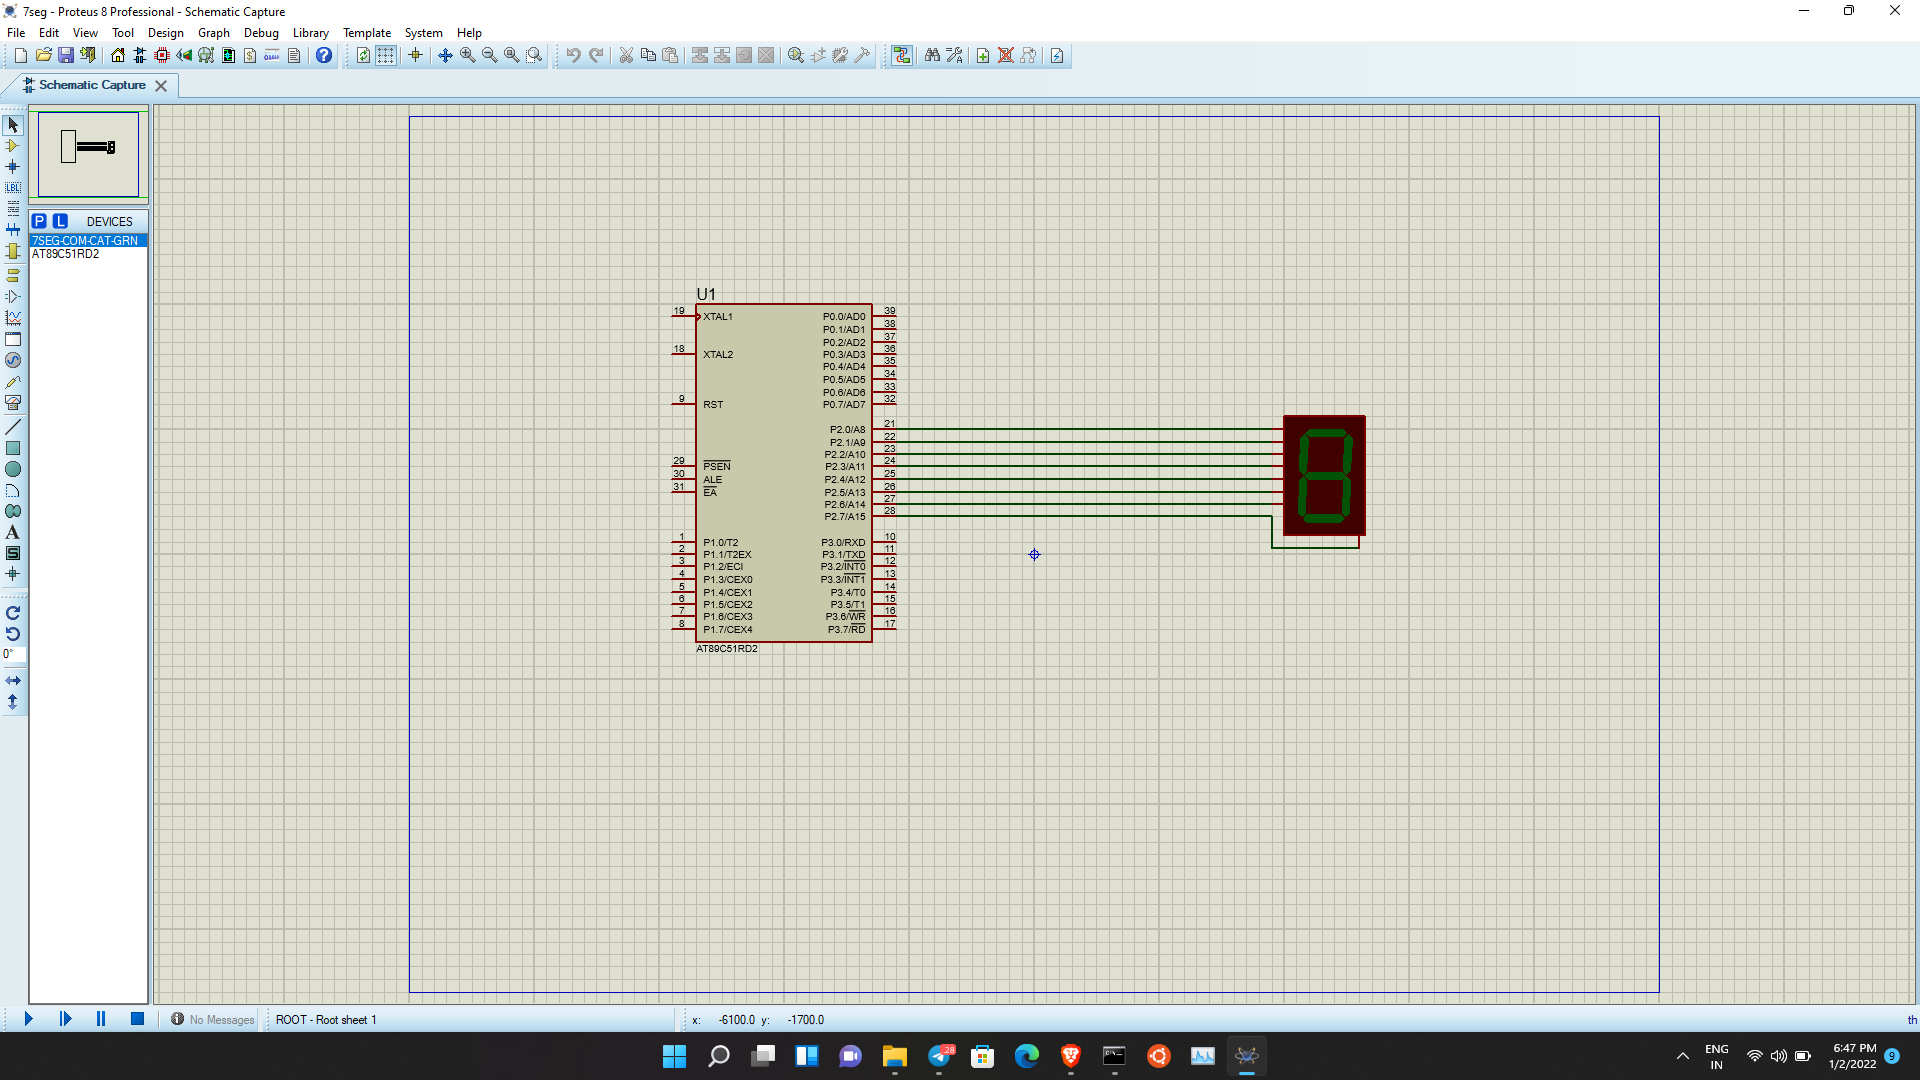 7seg - Proteus 8 Professional - Schematic Capture
File Edit View Tool Design Graph Debug Library Template System Help
Schematic Capture
LBL
P L DEVICES
7SEG-COM-CAT-GRN
AT89C51RD2
A
S
0°
U1
19 XTAL1 P0.0/AD0 39
P0.1/AD1 38
P0.2/AD2 37
18 XTAL2 P0.3/AD3 36
P0.4/AD4 35
P0.5/AD5 34
P0.6/AD6 33
9 RST P0.7/AD7 32
P2.0/A8 21
P2.1/A9 22
P2.2/A10 23
29 PSEN P2.3/A11 24
30 ALE P2.4/A12 25
31 EA P2.5/A13 26
P2.6/A14 27
P2.7/A15 28
1 P1.0/T2 P3.0/RXD 10
2 P1.1/T2EX P3.1/TXD 11
3 P1.2/ECI P3.2/INT0 12
4 P1.3/CEX0 P3.3/INT1 13
5 P1.4/CEX1 P3.4/T0 14
6 P1.5/CEX2 P3.5/T1 15
7 P1.6/CEX3 P3.6/WR 16
8 P1.7/CEX4 P3.7/RD 17
AT89C51RD2
No Messages ROOT - Root sheet 1 x: -6100.0 y: -1700.0 th
28
ENG
IN
6:47 PM
1/2/2022
9